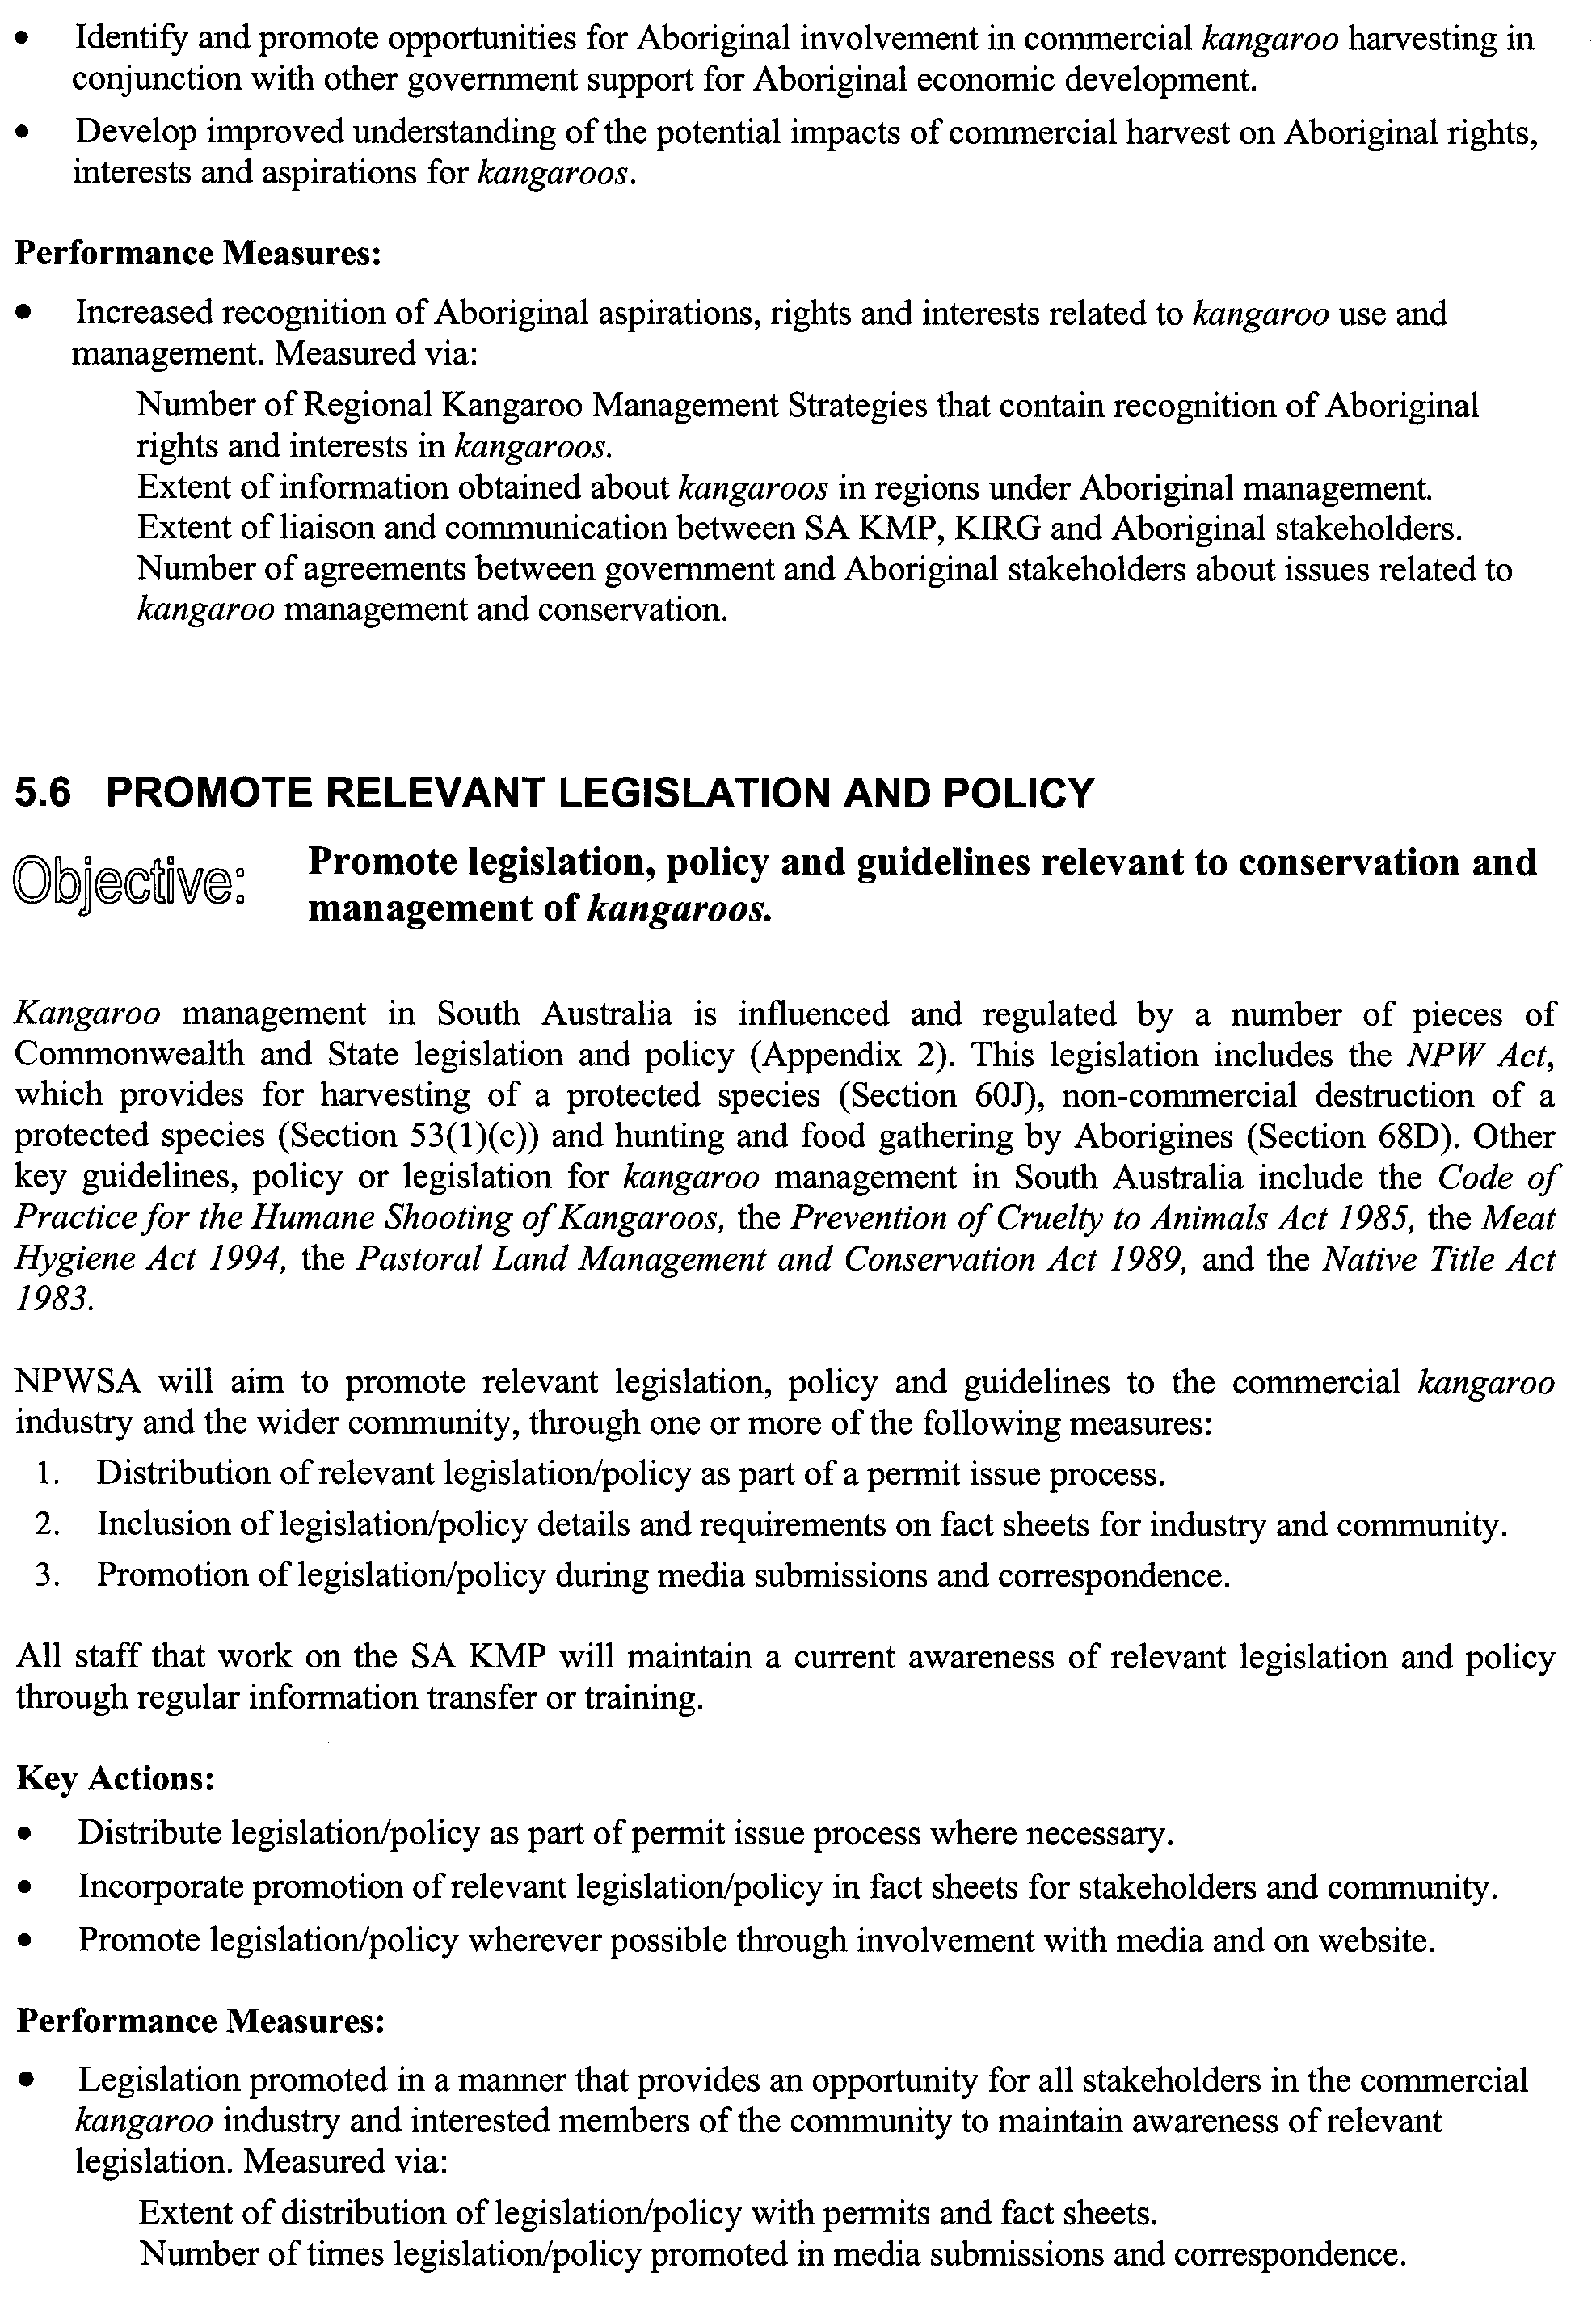 • Identify and promote opportunities for Aboriginal involvement in commercial kangaroo harvesting in
conjunction with other government support for Aboriginal economic development.
• Develop improved understanding of the potential impacts of commercial harvest on Aboriginal rights,
interests and aspirations for kangaroos.
Performance Measures:
• Increased recognition of Aboriginal aspirations, rights and interests related to kangaroo use and
management. Measured via:
Number of Regional Kangaroo Management Strategies that contain recognition of Aboriginal
rights and interests in kangaroos.
Extent of information obtained about kangaroos in regions under Aboriginal management.
Extent of liaison and communication between SA KMP, KIRG and Aboriginal stakeholders.
Number of agreements between government and Aboriginal stakeholders about issues related to
kangaroo management and conservation.
5.6 PROMOTE RELEVANT LEGISLATION AND POLICY
Objective: Promote legislation, policy and guidelines relevant to conservation and
management of kangaroos.
Kangaroo management in South Australia is influenced and regulated by a number of pieces of
Commonwealth and State legislation and policy (Appendix 2). This legislation includes the NPW Act,
which provides for harvesting of a protected species (Section 60J), non-commercial destruction of a
protected species (Section 53(1)(c)) and hunting and food gathering by Aborigines (Section 68D). Other
key guidelines, policy or legislation for kangaroo management in South Australia include the Code of
Practice for the Humane Shooting of Kangaroos, the Prevention of Cruelty to Animals Act 1985, the Meat
Hygiene Act 1994, the Pastoral Land Management and Conservation Act 1989, and the Native Title Act
1983.
NPWSA will aim to promote relevant legislation, policy and guidelines to the commercial kangaroo
industry and the wider community, through one or more of the following measures:
1. Distribution of relevant legislation/policy as part of a permit issue process.
2. Inclusion of legislation/policy details and requirements on fact sheets for industry and community.
3. Promotion of legislation/policy during media submissions and correspondence.
All staff that work on the SA KMP will maintain a current awareness of relevant legislation and policy
through regular information transfer or training.
Key Actions:
• Distribute legislation/policy as part of permit issue process where necessary.
• Incorporate promotion of relevant legislation/policy in fact sheets for stakeholders and community.
• Promote legislation/policy wherever possible through involvement with media and on website.
Performance Measures:
• Legislation promoted in a manner that provides an opportunity for all stakeholders in the commercial
kangaroo industry and interested members of the community to maintain awareness of relevant
legislation. Measured via:
Extent of distribution of legislation/policy with permits and fact sheets.
Number of times legislation/policy promoted in media submissions and correspondence.